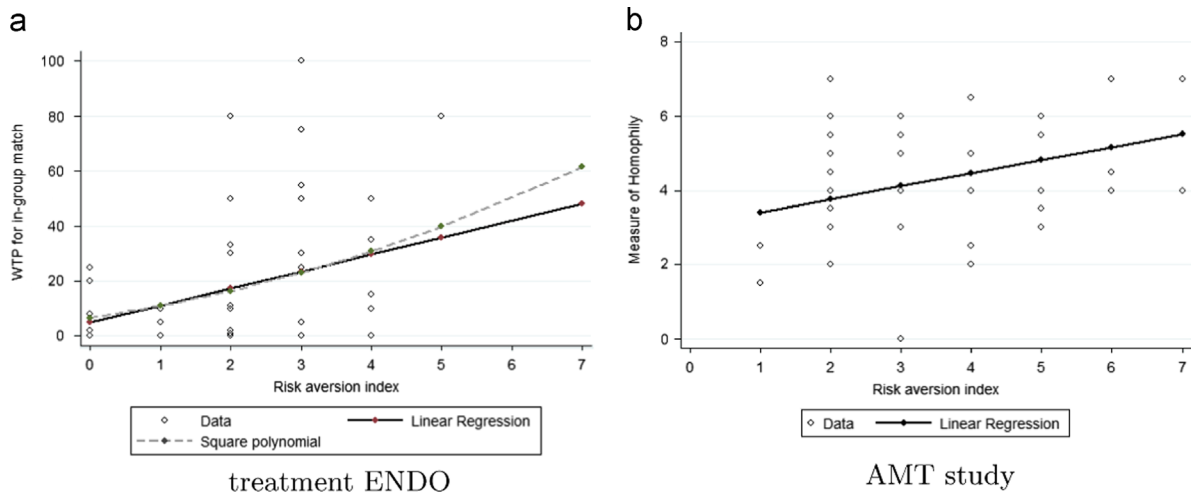 a
WTP for in-group match
100
80
60
40
20
0
0 1 2 3 4 5 6 7
Risk aversion index
Data
Linear Regression
Square polynomial
treatment ENDO
b
Measure of Homophily
8
6
4
2
0
0 1 2 3 4 5 6 7
Risk aversion index
Data
Linear Regression
AMT study